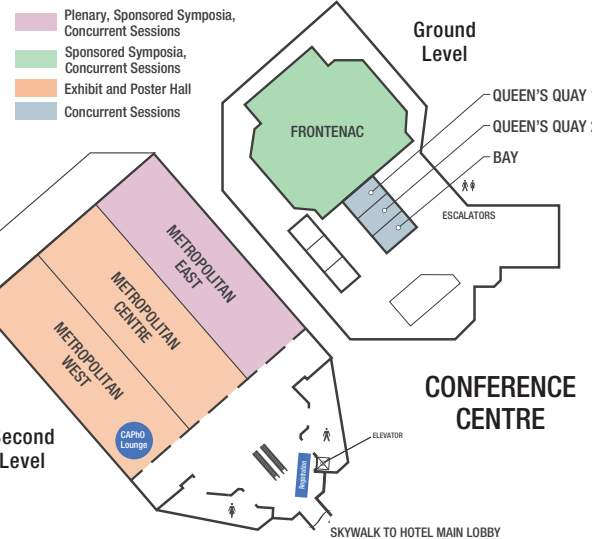 Plenary, Sponsored Symposia,
Concurrent Sessions
Sponsored Symposia,
Concurrent Sessions
Exhibit and Poster Hall
Concurrent Sessions
Ground
Level
QUEEN'S QUAY
QUEEN'S QUAY 2
BAY
FRONTENAC
ESCALATORS
METROPOLITAN
EAST
METROPOLITAN
CENTRE
METROPOLITAN
WEST
CAPhO
Lounge
CONFERENCE
CENTRE
econd
Level
ELEVATOR
Registration
SKYWALK TO HOTEL MAIN LOBBY